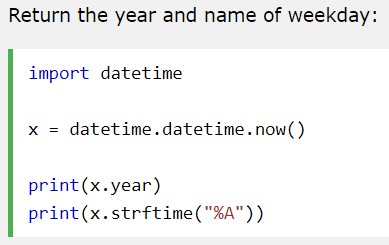 Return the year and name of weekday:
import datetime
x = datetime.datetime.now()
print(x.year)
print(x.strftime("%A"))